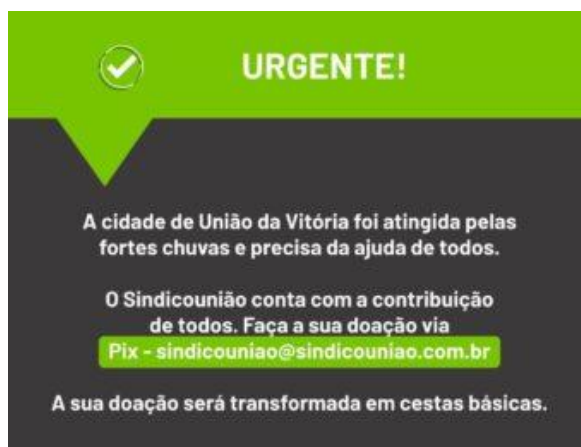 URGENTE!
A cidade de União da Vitória foi atingida pelas
fortes chuvas e precisa da ajuda de todos.
O Sindicounião conta com a contribuição
de todos. Faça a sua doação via
Pix - sindicouniao@sindicouniao.com.br
A sua doação será transformada em cestas básicas.